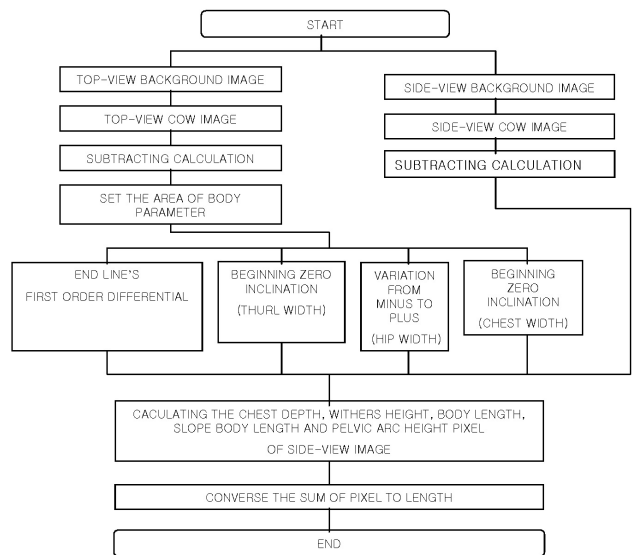 START
TOP-VIEW BACKGROUND IMAGE
TOP-VIEW COW IMAGE
SUBTRACTING CALCULATION
SET THE AREA OF BODY
PARAMETER
SIDE-VIEW BACKGROUND IMAGE
SIDE-VIEW COW IMAGE
SUBTRACTING CALCULATION
END LINE'S
FIRST ORDER DIFFERENTIAL
BEGINNING ZERO
INCLINATION
(THURL WIDTH)
VARIATION
FROM
MINUS TO
PLUS
(HIP WIDTH)
BEGINNING
ZERO
INCLINATION
(CHEST WIDTH)
CACULATING THE CHEST DEPTH, WITHERS HEIGHT, BODY LENGTH,
SLOPE BODY LENGTH AND PELVIC ARC HEIGHT PIXEL
OF SIDE-VIEW IMAGE
CONVERSE THE SUM OF PIXEL TO LENGTH
END